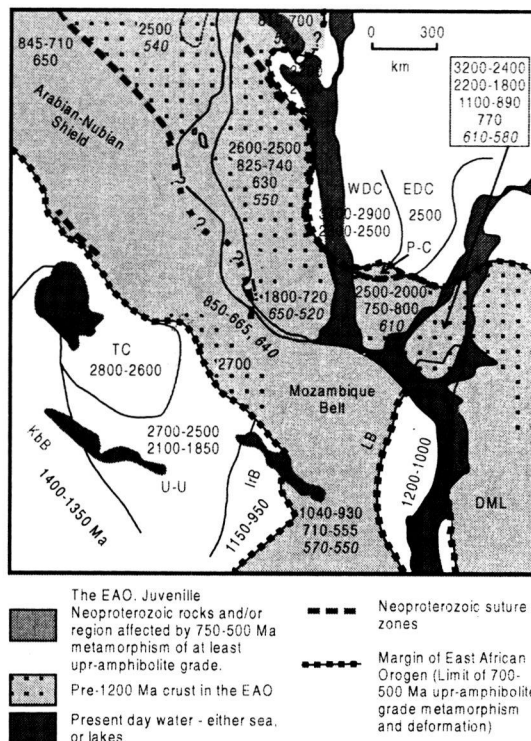 2500
540
845-710
650
Arabian-Nubian
Shield
0 300
km
3200-2400
2200-1800
1100-890
770
610-580
2600-2500
825-740
630
550
WDC EDC
2500
P-C
1800-720
650-520
2500-2000
750-800
610
850-665, 640
TC
2800-2600
2700
Mozambique
Belt
KbB
2700-2500
2100-1850
U-U
IrB
LB
1200-1000
1400-1350 Ma
1150-950
1040-930
710-555
570-550
DML
The EAO. Juvenille
Neoproterozoic rocks and/or
region affected by 750-500 Ma
metamorphism of at least
upr-amphibolite grade.
Pre-1200 Ma crust in the EAO
Present day water - either sea,
or lakes
Neoproterozoic suture
zones
Margin of East African
Orogen (Limit of 700-
500 Ma upr-amphibolite
grade metamorphism
and deformation)